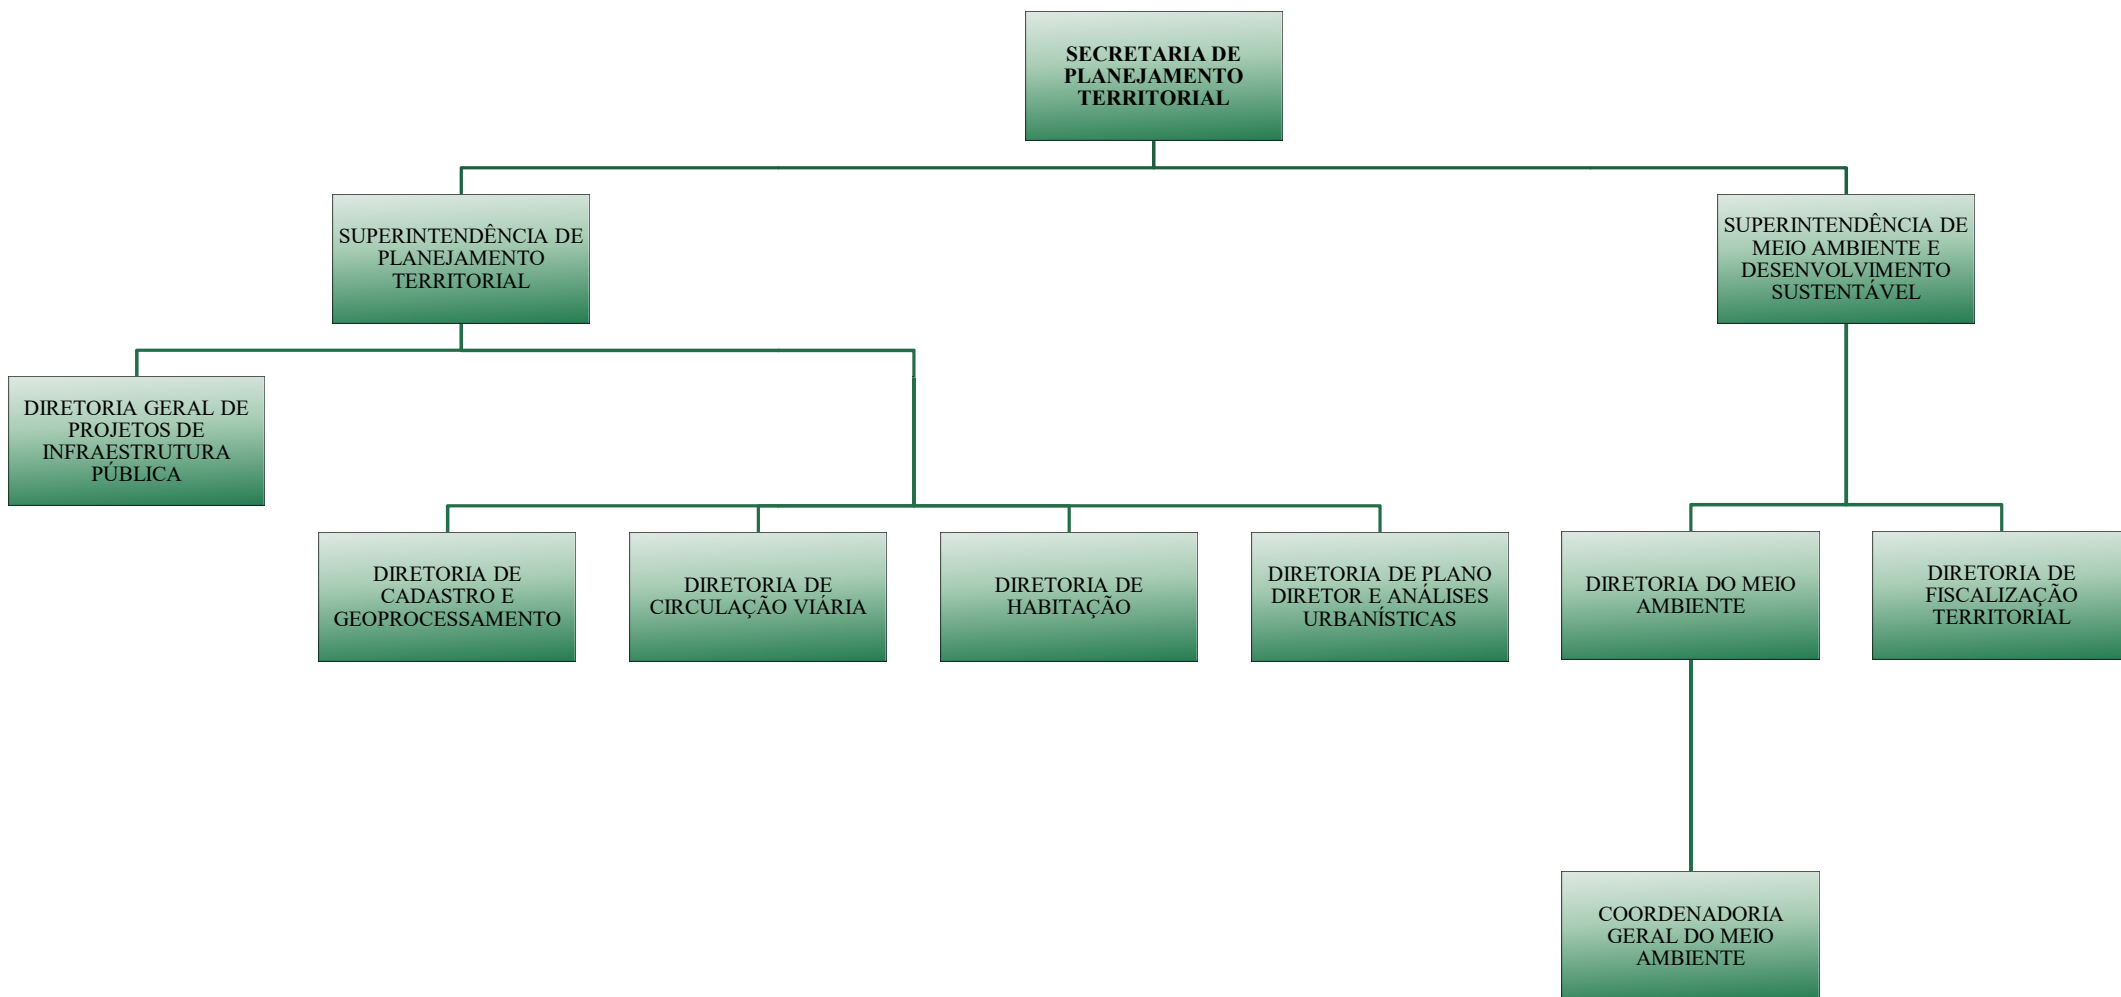 SECRETARIA DE
PLANEJAMENTO
TERRITORIAL
SUPERINTENDÊNCIA DE
PLANEJAMENTO
TERRITORIAL
SUPERINTENDÊNCIA DE
MEIO AMBIENTE E
DESENVOLVIMENTO
SUSTENTÁVEL
DIRETORIA GERAL DE
PROJETOS DE
INFRAESTRUTURA
PÚBLICA
DIRETORIA DE
CADASTRO E
GEOPROCESSAMENTO
DIRETORIA DE
CIRCULAÇÃO VIÁRIA
DIRETORIA DE
HABITAÇÃO
DIRETORIA DE PLANO
DIRETOR E ANÁLISES
URBANÍSTICAS
DIRETORIA DO MEIO
AMBIENTE
DIRETORIA DE
FISCALIZAÇÃO
TERRITORIAL
COORDENADORIA
GERAL DO MEIO
AMBIENTE